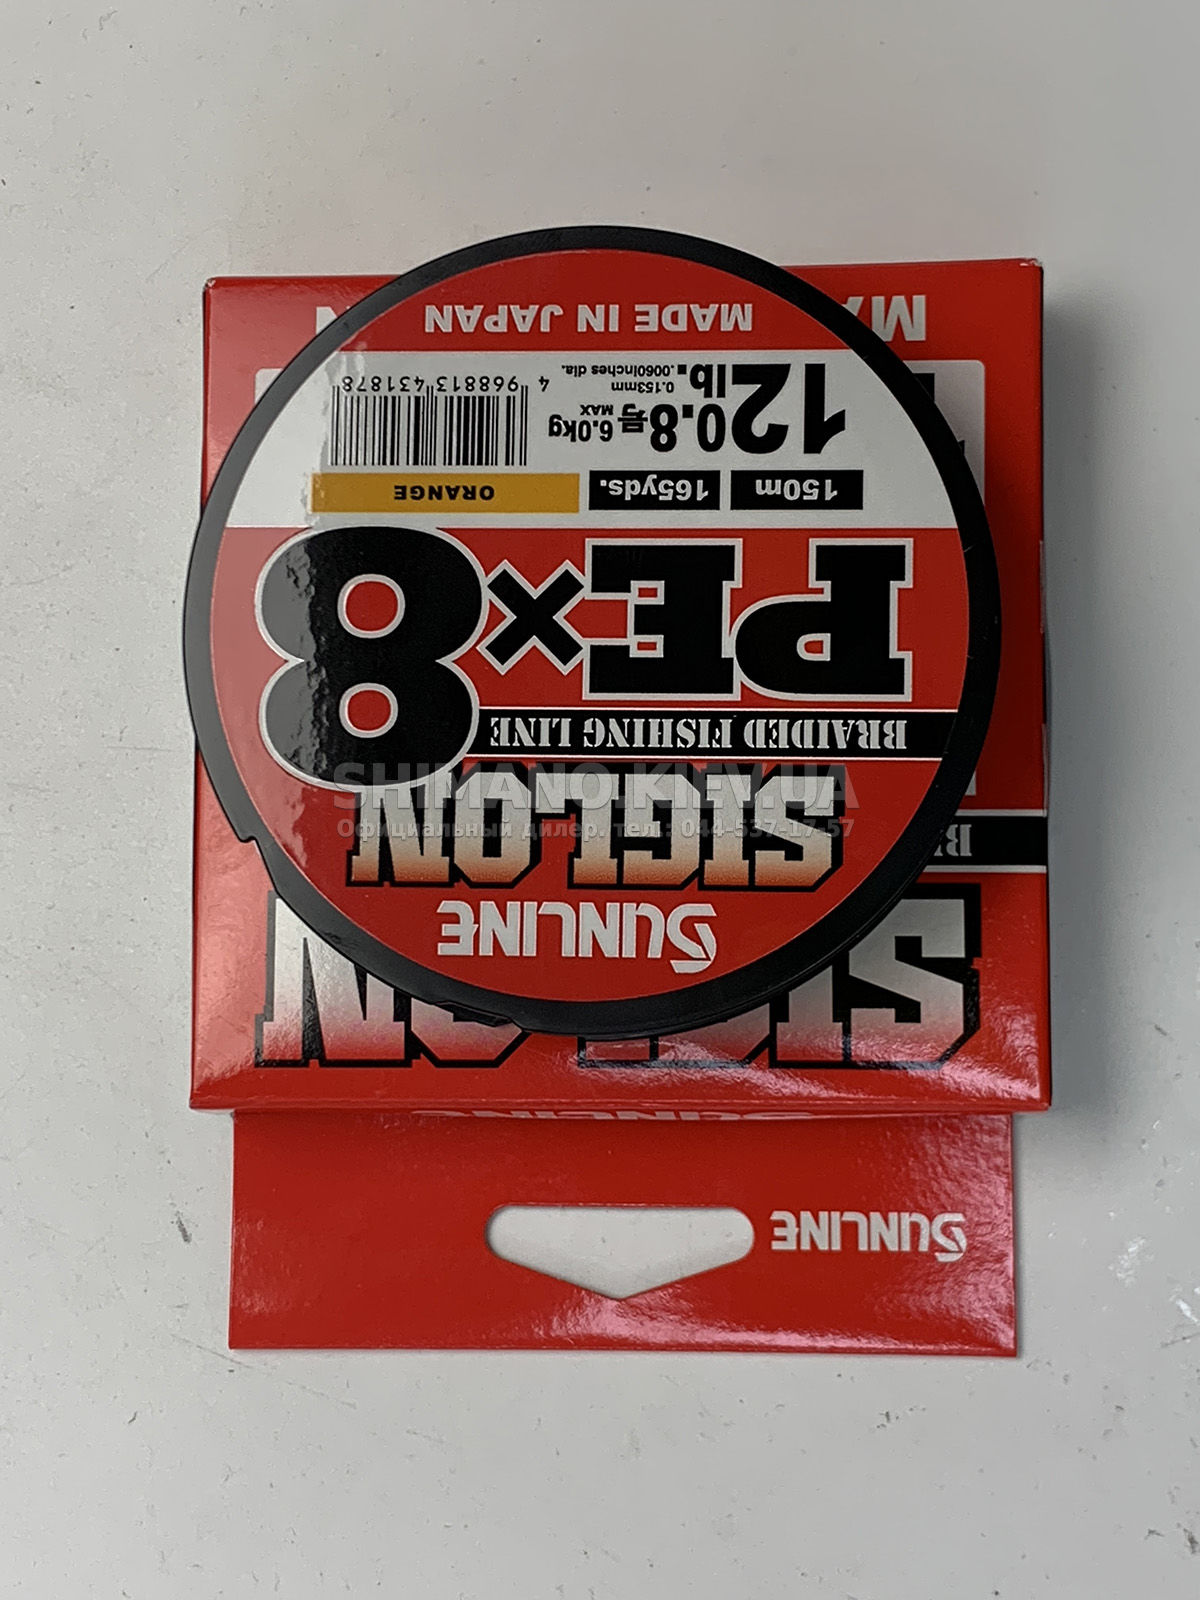 SUNLINE
SUNLINE
SIGLON
SUNLINE
SIGLON
BRAIDED FISHING LINE
PE×8
150m 165yds. ORANGE
12lb. 0.8号 6.0kg MAX
0.153mm
.0060inches dia.
4 968813 431878
MADE IN JAPAN
SHIMANO.KIEV.UA
Официальный дилер. тел.: 044-537-17-57